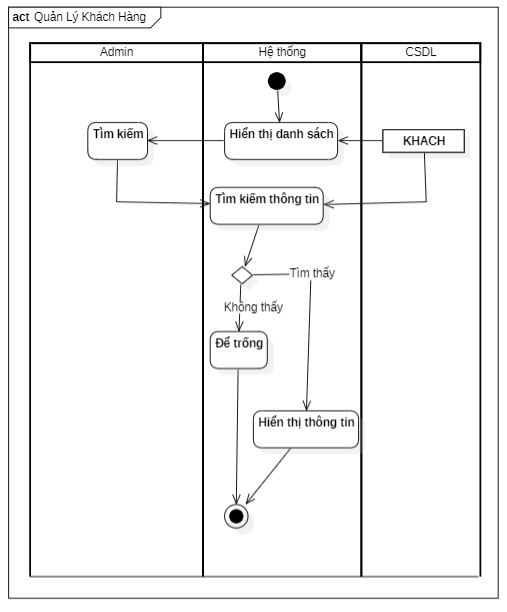 act Quản Lý Khách Hàng
Admin
Hệ thống
CSDL
Tìm kiếm
Hiển thị danh sách
KHACH
Tìm kiếm thông tin
Tìm thấy
Không thấy
Để trống
Hiển thị thông tin